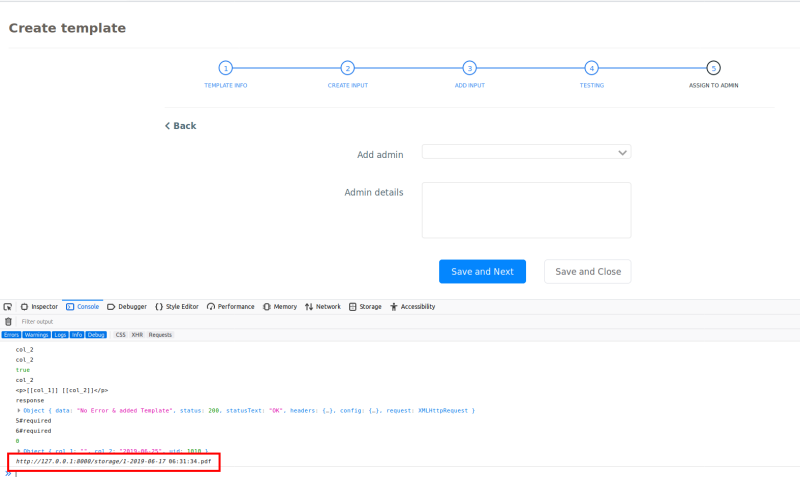 Create template
1 2 3 4 5
TEMPLATE INFO CREATE INPUT ADD INPUT TESTING ASSIGN TO ADMIN
Back
Add admin
Admin details
Save and Next Save and Close
Inspector Console Debugger Style Editor Performance Memory Network Storage Accessibility
Filter output
Errors Warnings Logs Info Debug CSS XHR Requests
col_2
col_2
true
col_2
<p>[[col_1]] [[col_2]]</p>
response
Object { data: "No Error & added Template", status: 200, statusText: "OK", headers: {…}, config: {…}, request: XMLHttpRequest }
5#required
6#required
0
Object { col_1: "", col_2: "2019-06-25", uid: 1010 }
http://127.0.0.1:8000/storage/1-2019-06-17 06:31:34.pdf